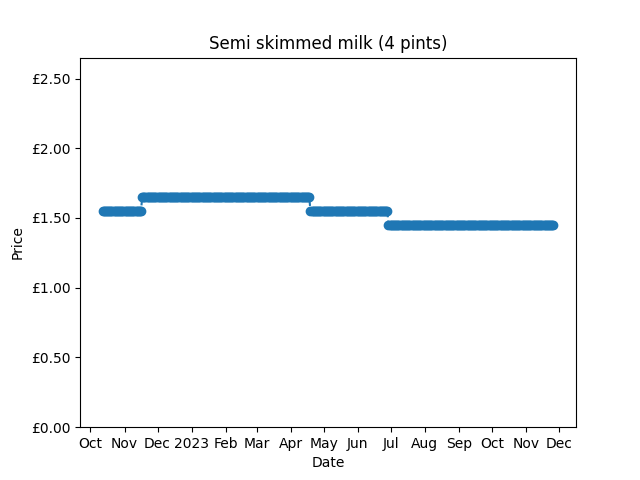 Semi skimmed milk (4 pints)
£2.50
£2.00
£1.50
£1.00
£0.50
£0.00
Price
Oct Nov Dec 2023 Feb Mar Apr May Jun Jul Aug Sep Oct Nov Dec
Date